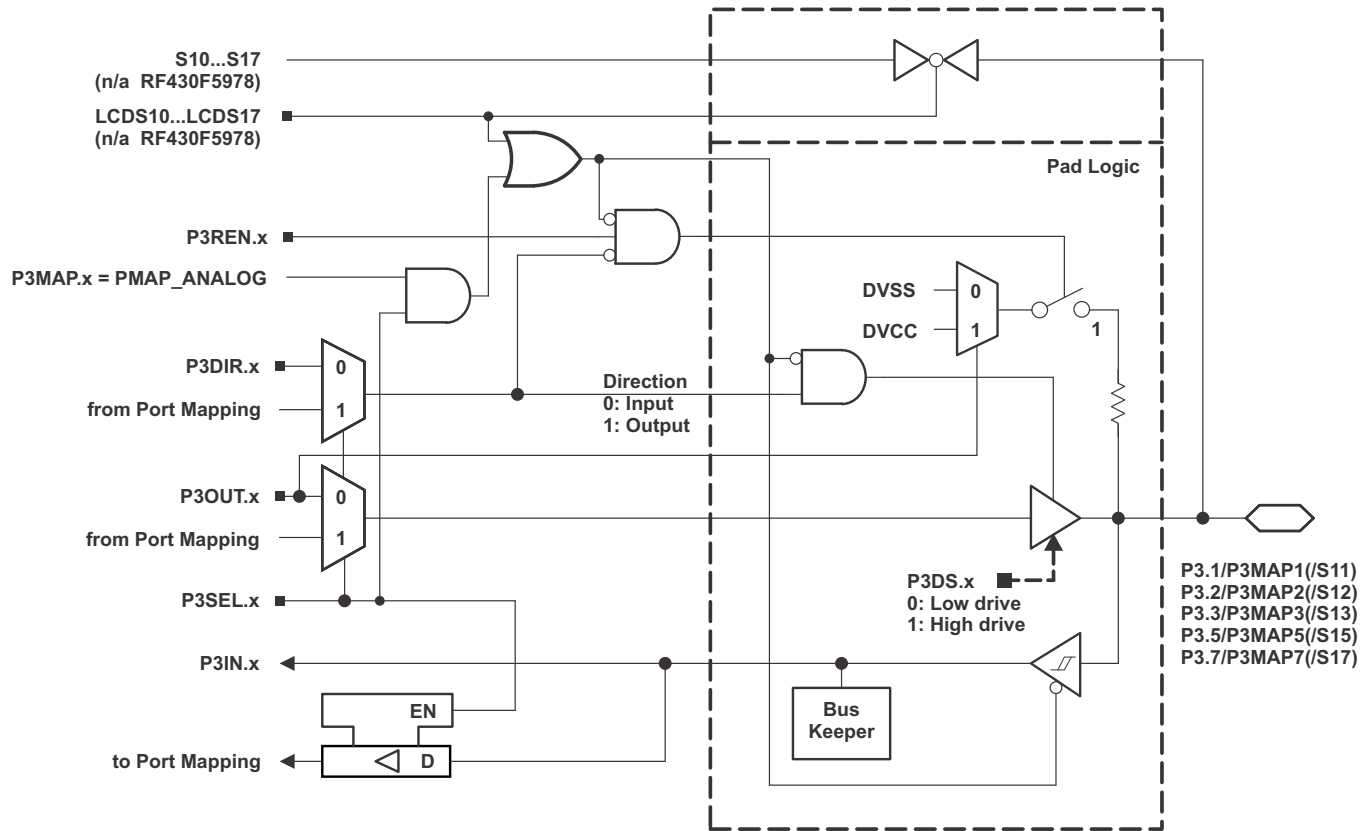 S10...S17
(n/a RF430F5978)
LCDS10...LCDS17
(n/a RF430F5978)
Pad Logic
P3REN.x
P3MAP.x = PMAP_ANALOG
DVSS
0
DVCC
1
1
P3DIR.x
0
from Port Mapping
1
Direction
0: Input
1: Output
P3OUT.x
0
from Port Mapping
1
P3DS.x
0: Low drive
1: High drive
P3.1/P3MAP1(/S11)
P3.2/P3MAP2(/S12)
P3.3/P3MAP3(/S13)
P3.5/P3MAP5(/S15)
P3.7/P3MAP7(/S17)
P3SEL.x
P3IN.x
EN
Bus
Keeper
to Port Mapping
D